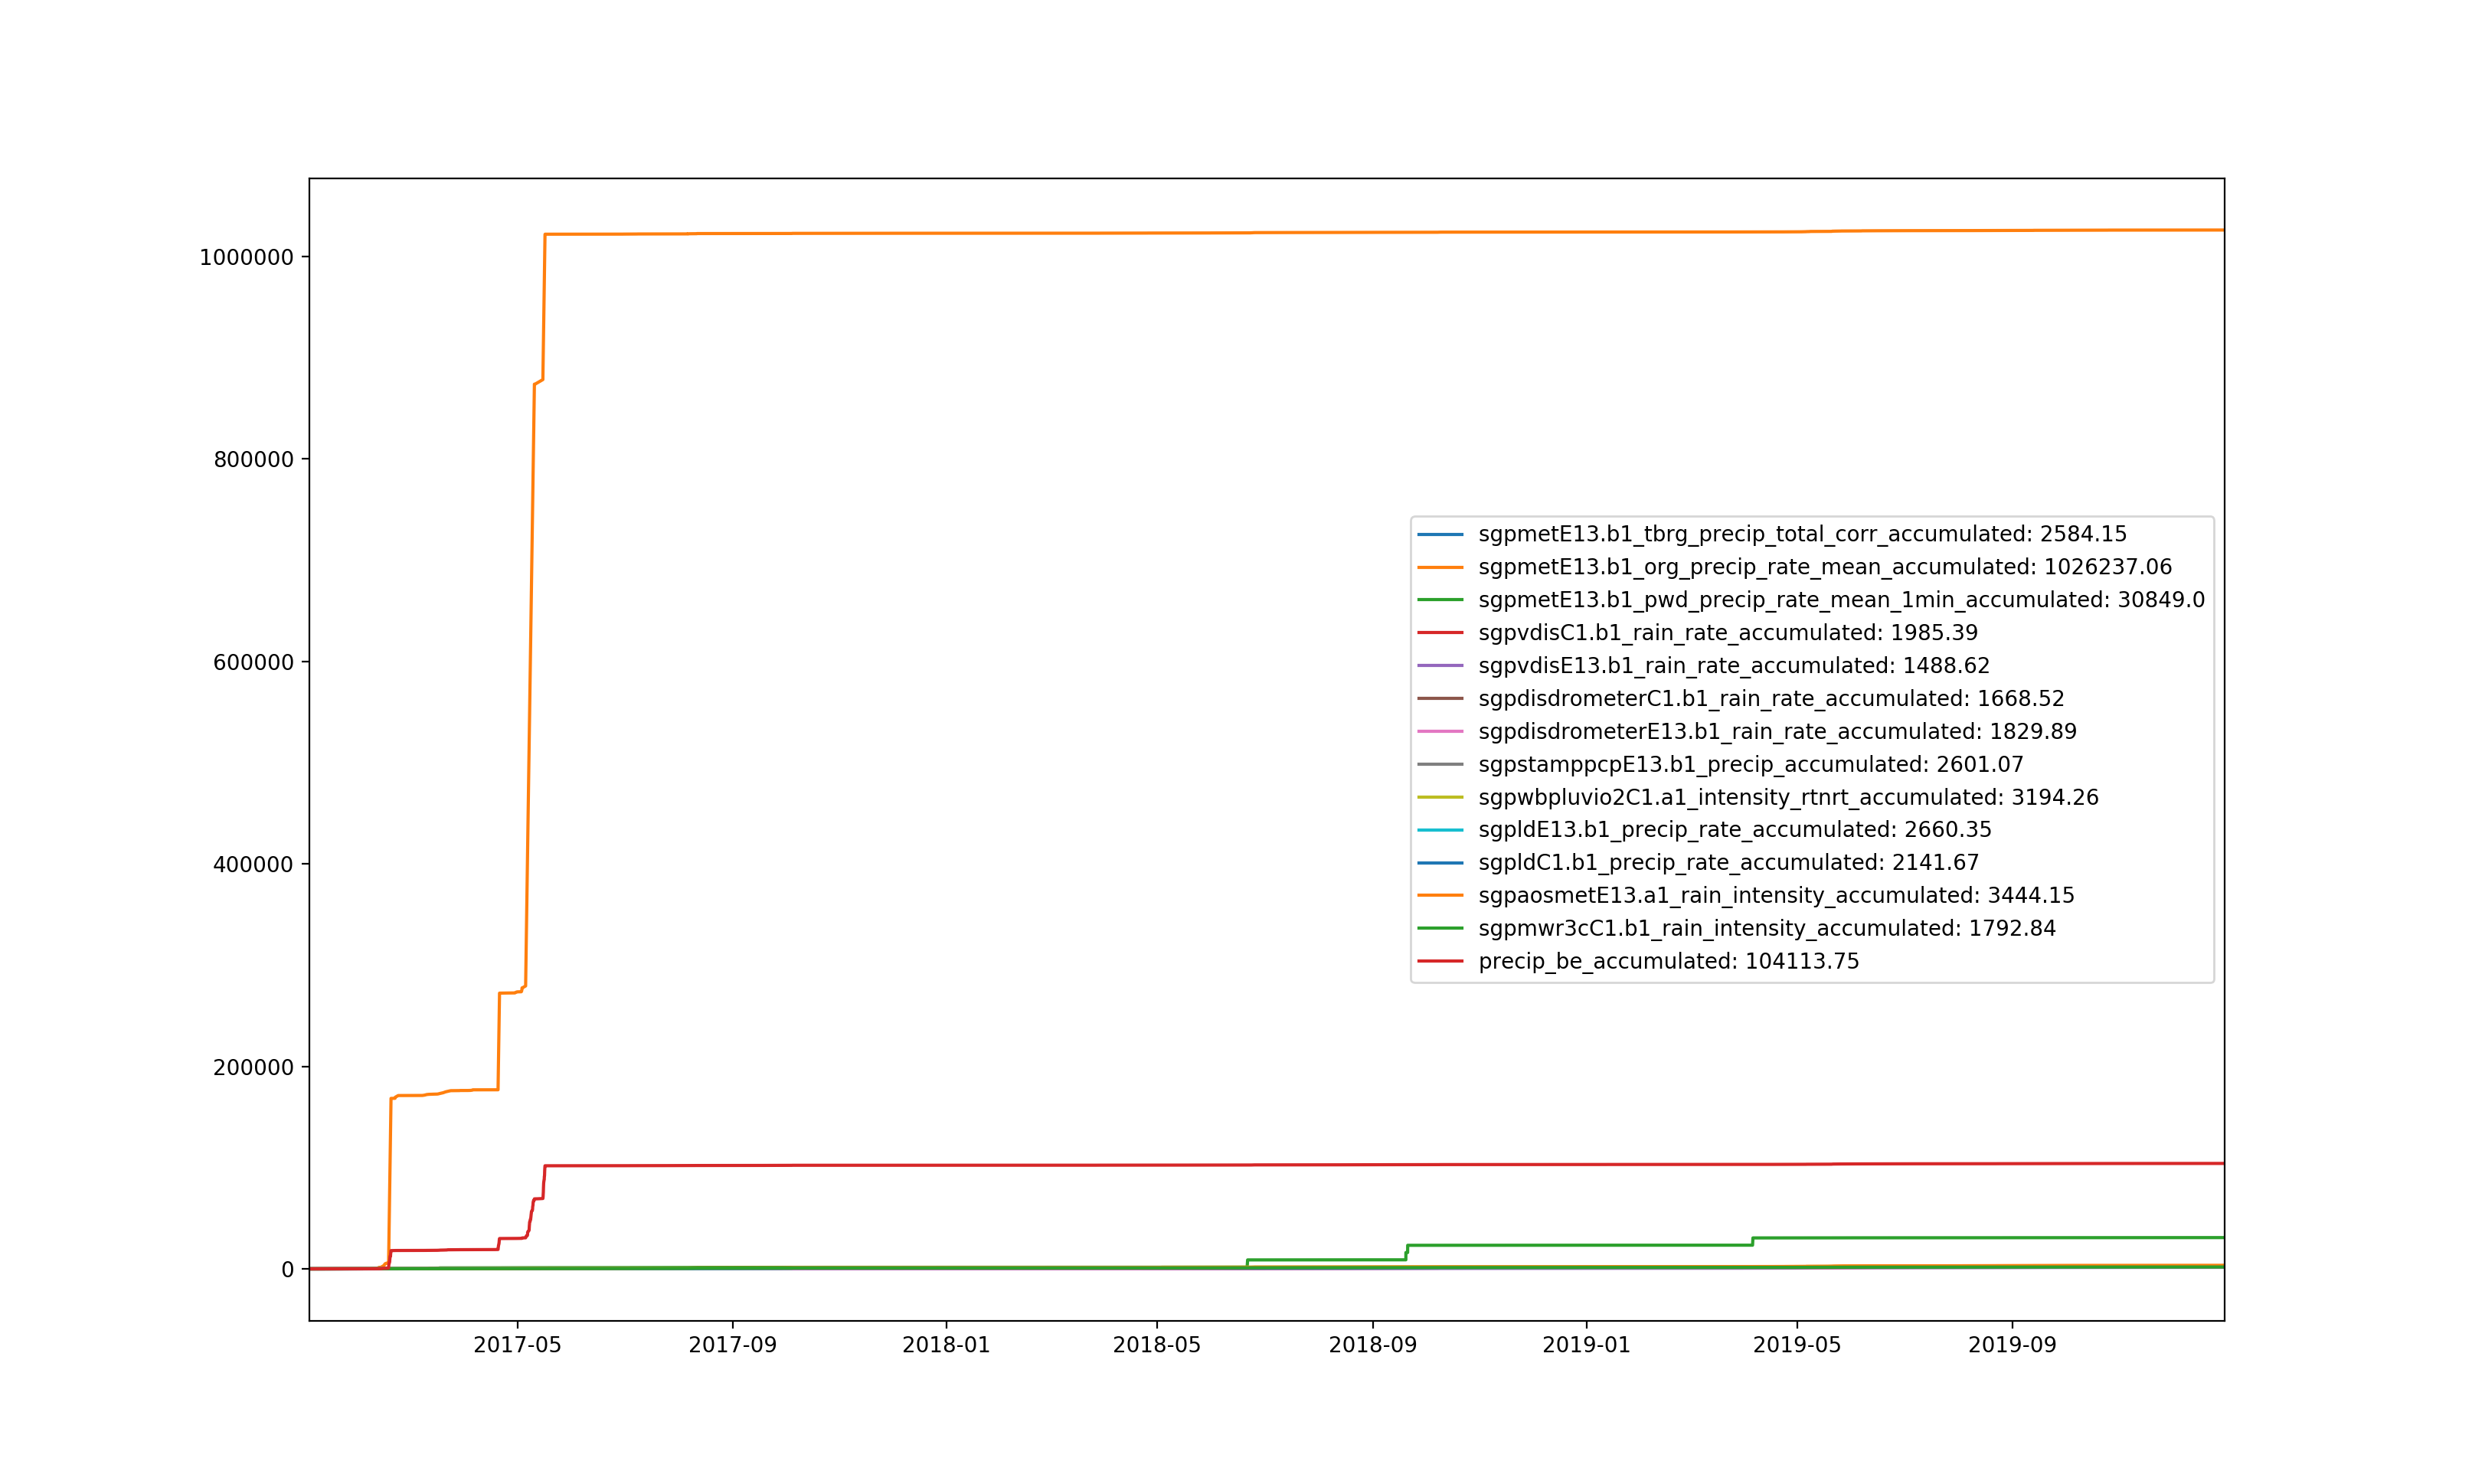 1000000
800000
600000
400000
200000
0
sgpmetE13.b1_tbrg_precip_total_corr_accumulated: 2584.15
sgpmetE13.b1_org_precip_rate_mean_accumulated: 1026237.06
sgpmetE13.b1_pwd_precip_rate_mean_1min_accumulated: 30849.0
sgpvdisC1.b1_rain_rate_accumulated: 1985.39
sgpvdisE13.b1_rain_rate_accumulated: 1488.62
sgpdisdrometerC1.b1_rain_rate_accumulated: 1668.52
sgpdisdrometerE13.b1_rain_rate_accumulated: 1829.89
sgpstamppcpE13.b1_precip_accumulated: 2601.07
sgpwbpluvio2C1.a1_intensity_rtnrt_accumulated: 3194.26
sgpldE13.b1_precip_rate_accumulated: 2660.35
sgpldC1.b1_precip_rate_accumulated: 2141.67
sgpaosmetE13.a1_rain_intensity_accumulated: 3444.15
sgpmwr3cC1.b1_rain_intensity_accumulated: 1792.84
precip_be_accumulated: 104113.75
2017-05 2017-09 2018-01 2018-05 2018-09 2019-01 2019-05 2019-09